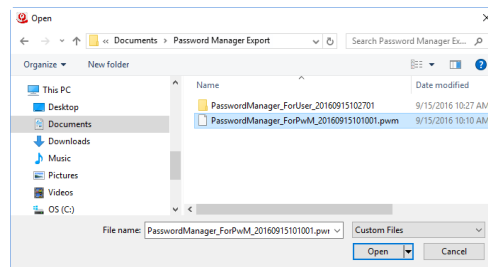 Open
« Documents > Password Manager Export
Search Password Manager Ex...
Organize
New folder
Name
Date modified
This PC
Desktop
Documents
Downloads
Music
Pictures
Videos
OS (C:)
PasswordManager_ForUser_20160915102701
9/15/2016 10:27 AM
PasswordManager_ForPwM_20160915101001.pwm
9/15/2016 10:10 AM
File name:
PasswordManager_ForPwM_20160915101001.pwm
Custom Files
Open
Cancel